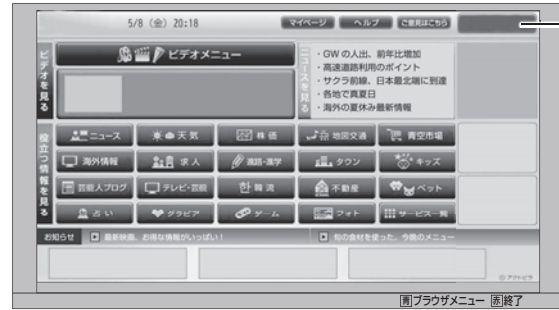 5/8（金）20:18
マイページ ヘルプ ご意見はこちら
ビデオを見る
ビデオメニュー
ニュースを見る
・GWの人出、前年比増加
・高速道路利用のポイント
・サクラ前線、日本最北端に到達
・各地で真夏日
・海外の夏休み最新情報
役立つ情報を見る
ニュース 天気 株価 地図交通 青空市場
海外情報 求人 進路・進学 タウン キッズ
芸能人ブログ テレビ・芸能 韓流 不動産 ペット
占い グラビア ゲーム フォト サービス一覧
お知らせ 最新映画、お得な情報がいっぱい！ 旬の食材を使った、今晩のメニュー
© アクトビラ
青 ブラウザメニュー 赤 終了